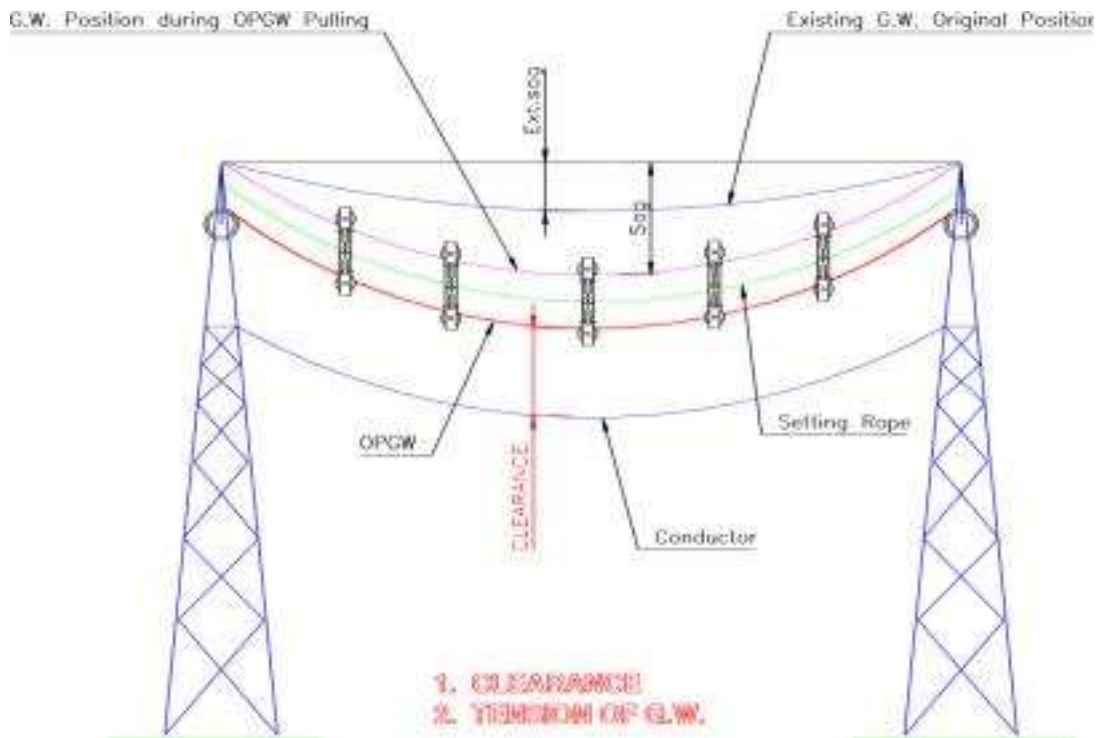 G.W. Position during OPGW Pulling
Existing G.W. Original Position
Ext.sag
Sag
Setting Rope
OPGW
CLEARANCE
Conductor
1. CLEARANCE
2. TENSION OF G.W.